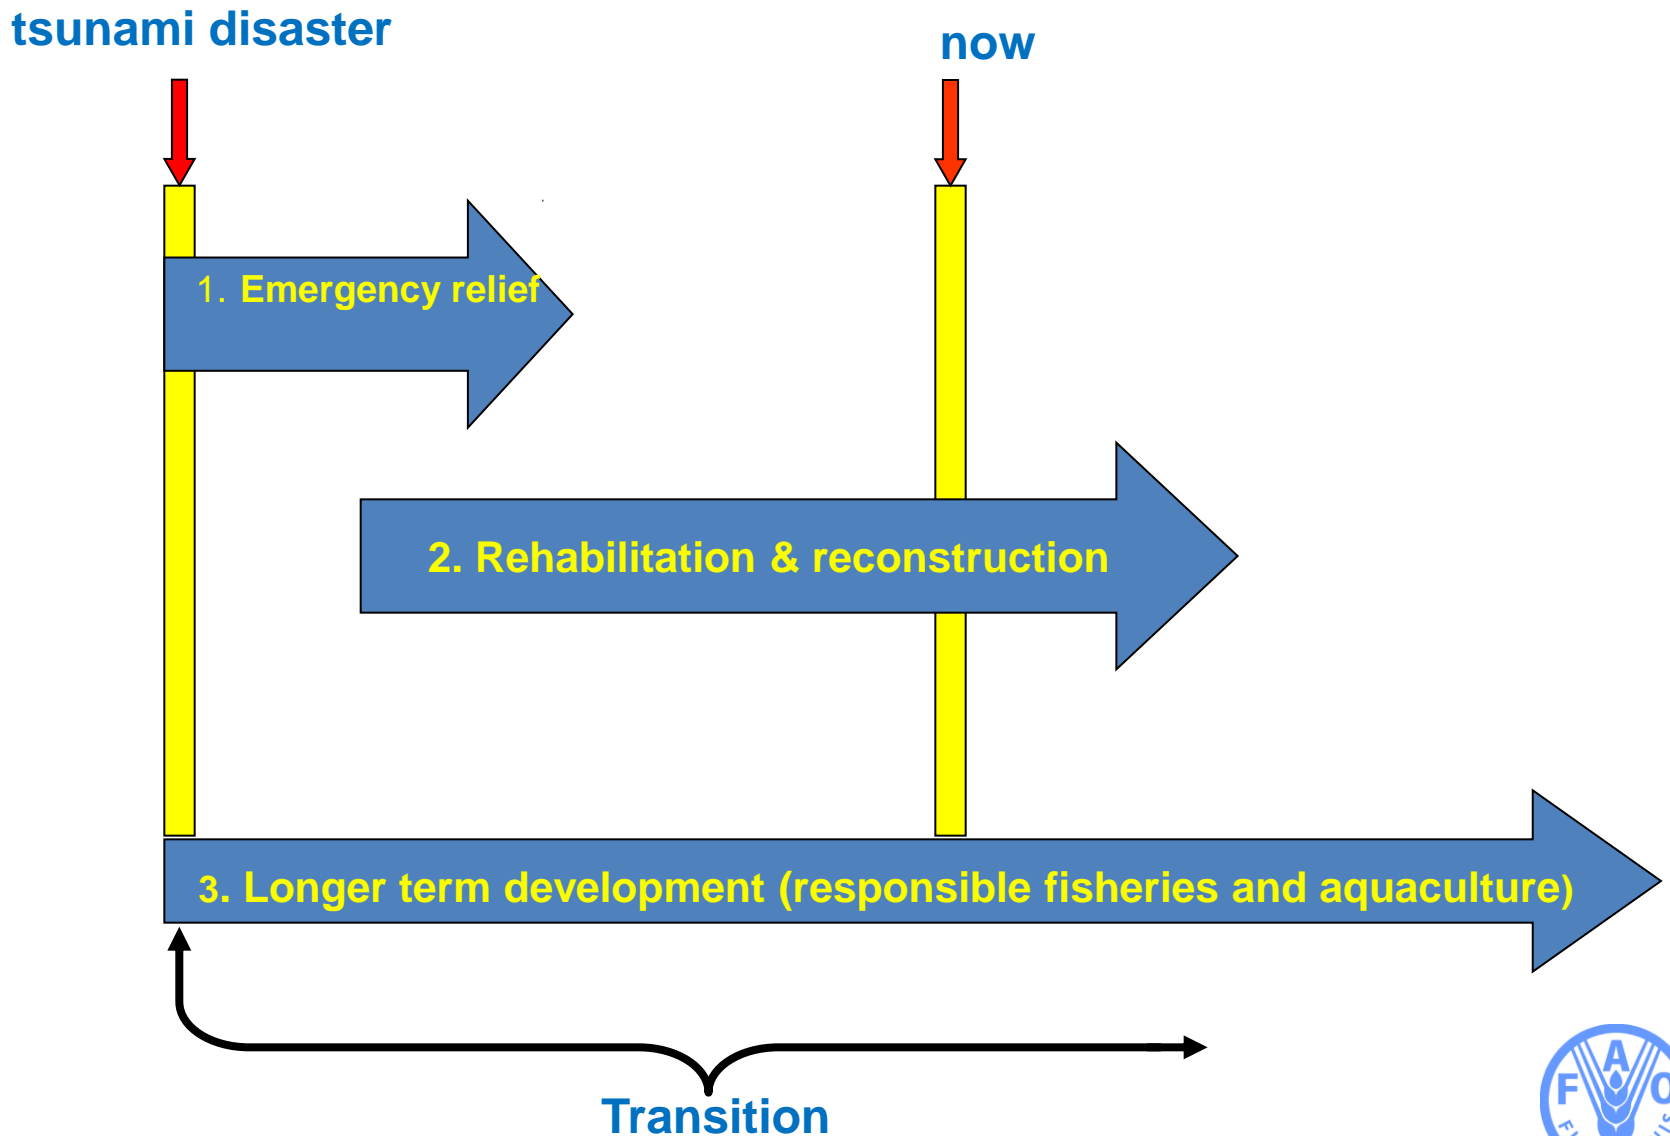 tsunami disaster
now
1. Emergency relief
2. Rehabilitation & reconstruction
3. Longer term development (responsible fisheries and aquaculture)
Transition
F A O